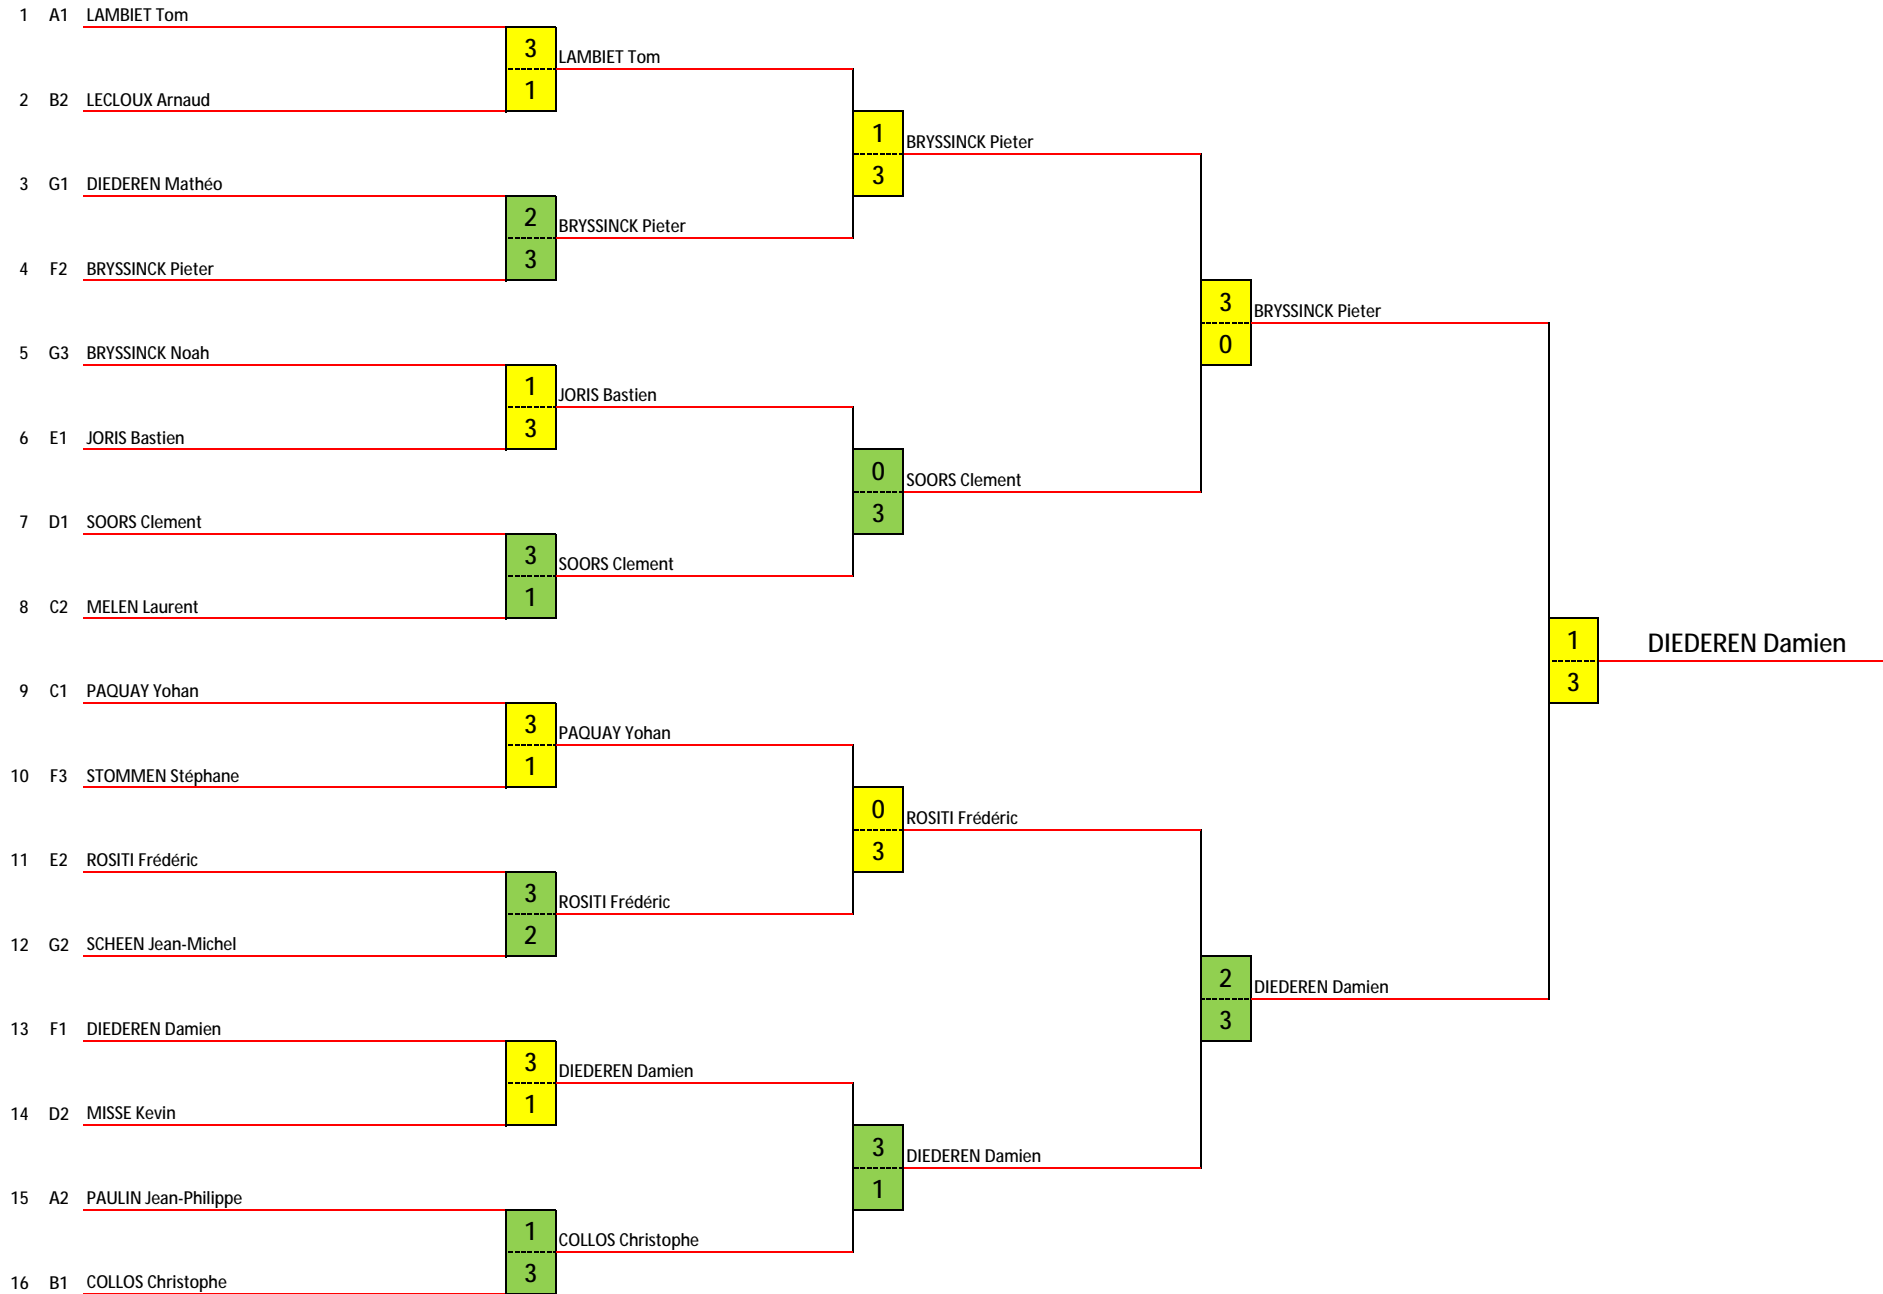 1 A1 LAMBIET Tom
3 LAMBIET Tom
2 B2 LECLOUX Arnaud
1
1 BRYSSINCK Pieter
3
3 G1 DIEDEREN Mathéo
2 BRYSSINCK Pieter
4 F2 BRYSSINCK Pieter
3
3 BRYSSINCK Pieter
0
5 G3 BRYSSINCK Noah
1 JORIS Bastien
6 E1 JORIS Bastien
3
0 SOORS Clement
3
7 D1 SOORS Clement
3 SOORS Clement
8 C2 MELEN Laurent
1
1 DIEDEREN Damien
3
9 C1 PAQUAY Yohan
3 PAQUAY Yohan
10 F3 STOMMEN Stéphane
1
0 ROSITI Frédéric
3
11 E2 ROSITI Frédéric
3 ROSITI Frédéric
12 G2 SCHEEN Jean-Michel
2
2 DIEDEREN Damien
3
13 F1 DIEDEREN Damien
3 DIEDEREN Damien
14 D2 MISSE Kevin
1
3 DIEDEREN Damien
1
15 A2 PAULIN Jean-Philippe
1 COLLOS Christophe
16 B1 COLLOS Christophe
3